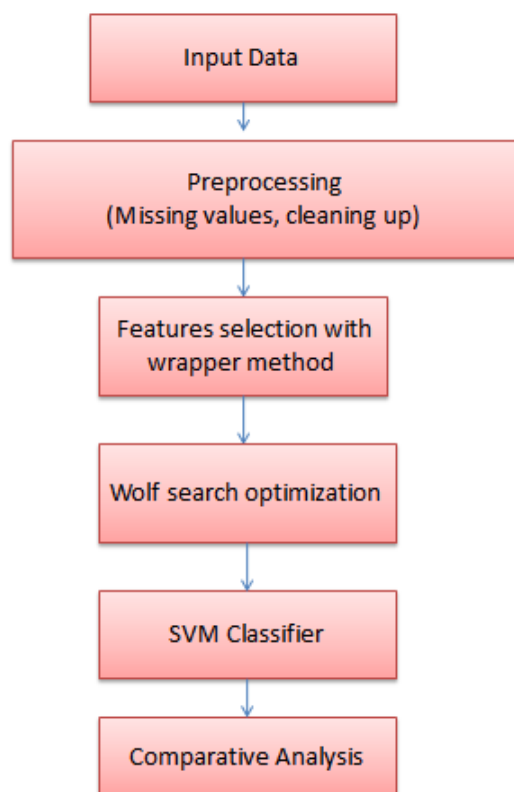 Input Data
Preprocessing
(Missing values, cleaning up)
Features selection with
wrapper method
Wolf search optimization
SVM Classifier
Comparative Analysis